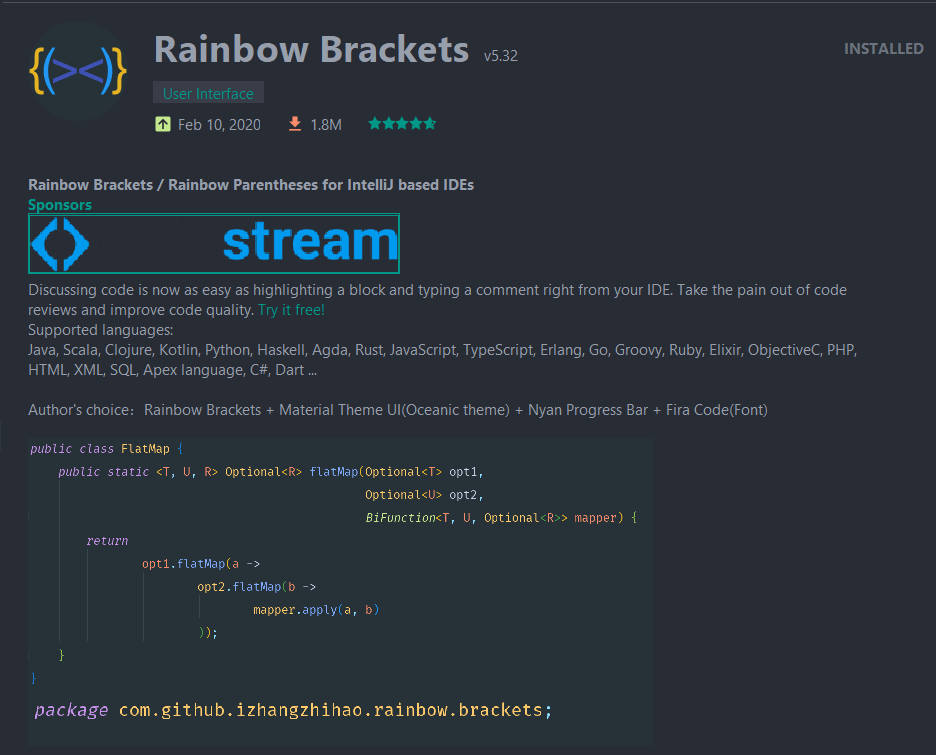 Rainbow Brackets v5.32
INSTALLED
User Interface
Feb 10, 2020 1.8M
Rainbow Brackets / Rainbow Parentheses for IntelliJ based IDEs
Sponsors
stream
Discussing code is now as easy as highlighting a block and typing a comment right from your IDE. Take the pain out of code
reviews and improve code quality. Try it free!
Supported languages:
Java, Scala, Clojure, Kotlin, Python, Haskell, Agda, Rust, JavaScript, TypeScript, Erlang, Go, Groovy, Ruby, Elixir, ObjectiveC, PHP,
HTML, XML, SQL, Apex language, C#, Dart ...
Author's choice：Rainbow Brackets + Material Theme UI(Oceanic theme) + Nyan Progress Bar + Fira Code(Font)
public class FlatMap {
public static <T, U, R> Optional<R> flatMap(Optional<T> opt1,
Optional<U> opt2,
BiFunction<T, U, Optional<R>> mapper) {
return
opt1.flatMap(a ->
opt2.flatMap(b ->
mapper.apply(a, b)
));
}
}
package com.github.izhangzhihao.rainbow.brackets;